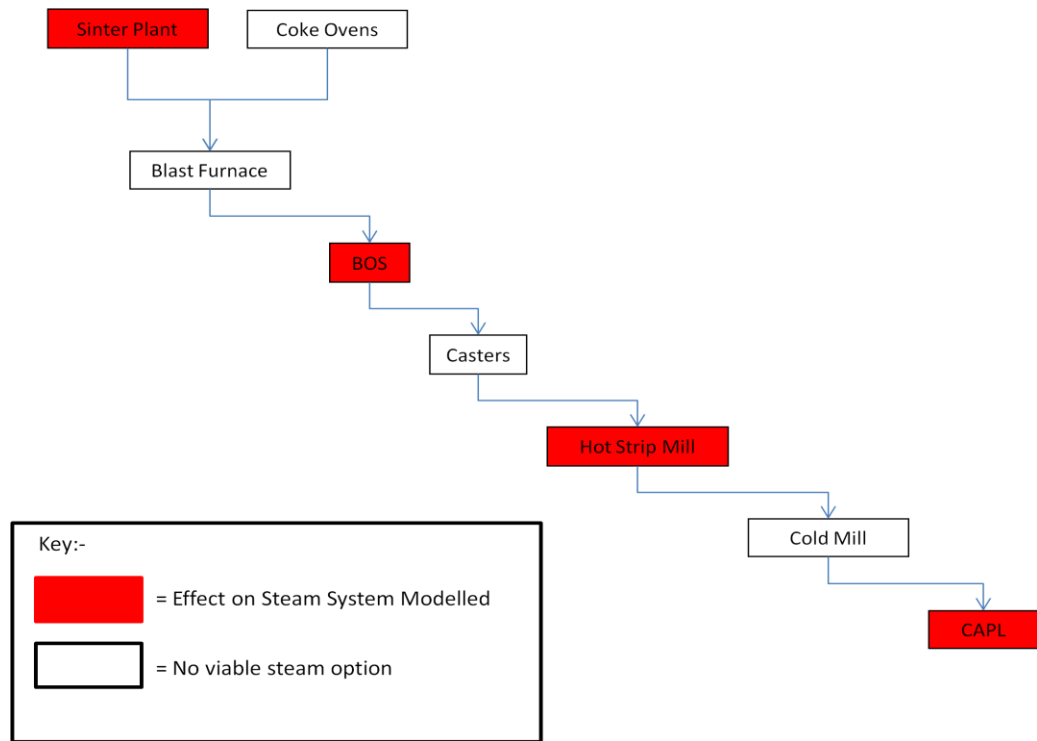 Sinter Plant
Coke Ovens
Blast Furnace
BOS
Casters
Hot Strip Mill
Cold Mill
CAPL
Key:-
= Effect on Steam System Modelled
= No viable steam option